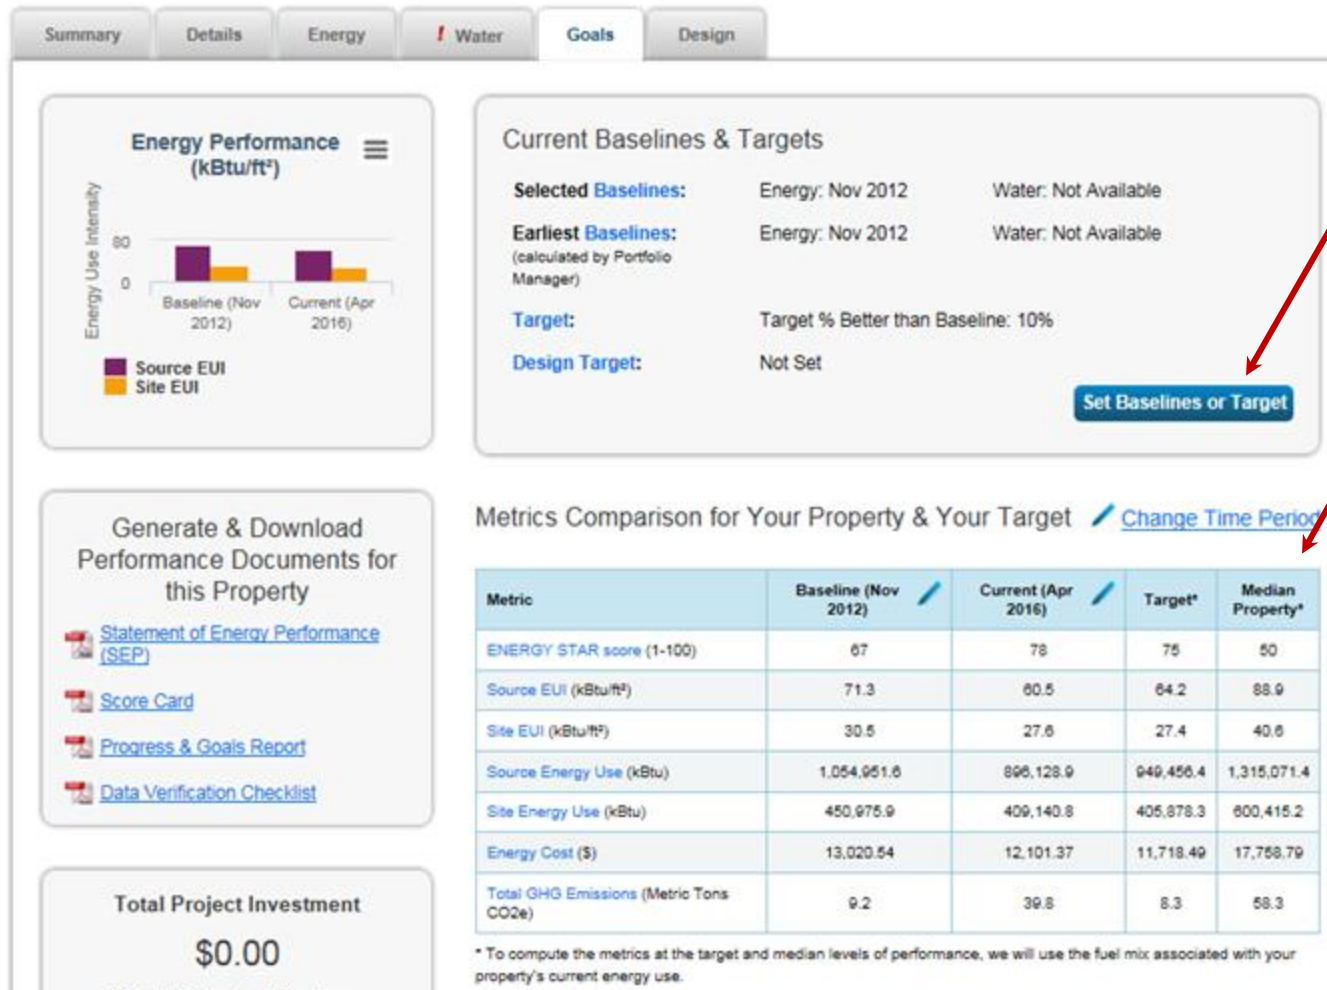 Summary Details Energy ! Water Goals Design
Energy Performance
(kBtu/ft²)
Energy Use Intensity
80
0
Baseline (Nov
2012)
Current (Apr
2016)
Source EUI
Site EUI
Current Baselines & Targets
Selected Baselines: Energy: Nov 2012 Water: Not Available
Earliest Baselines: Energy: Nov 2012 Water: Not Available
(calculated by Portfolio
Manager)
Target: Target % Better than Baseline: 10%
Design Target: Not Set
Set Baselines or Target
Generate & Download
Performance Documents for
this Property
Statement of Energy Performance
(SEP)
Score Card
Progress & Goals Report
Data Verification Checklist
Total Project Investment
$0.00
Metrics Comparison for Your Property & Your Target Change Time Period
Metric Baseline (Nov 2012) Current (Apr 2016) Target* Median Property*
ENERGY STAR score (1-100) 67 78 75 50
Source EUI (kBtu/ft²) 71.3 60.5 64.2 88.9
Site EUI (kBtu/ft²) 30.5 27.6 27.4 40.6
Source Energy Use (kBtu) 1,054,951.6 896,128.9 949,456.4 1,315,071.4
Site Energy Use (kBtu) 450,975.9 409,140.8 405,878.3 600,415.2
Energy Cost ($) 13,020.54 12,101.37 11,718.49 17,758.79
Total GHG Emissions (Metric Tons
CO2e) 9.2 39.8 8.3 58.3
* To compute the metrics at the target and median levels of performance, we will use the fuel mix associated with your
property's current energy use.